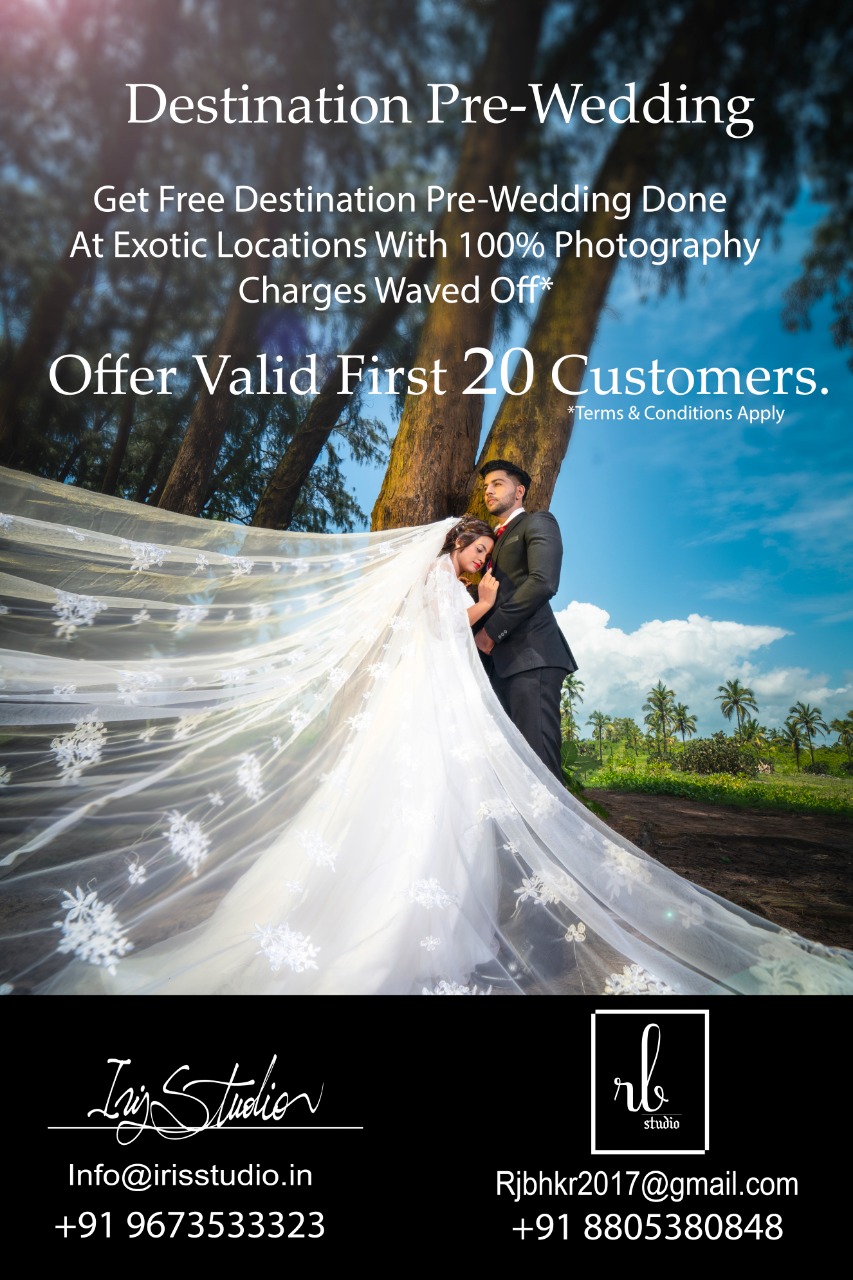 Destination Pre-Wedding
Get Free Destination Pre-Wedding Done
At Exotic Locations With 100% Photography
Charges Waved Off*
Offer Valid First 20 Customers.
*Terms & Conditions Apply
Iris Studio
Info@irisstudio.in
+91 9673533323
rb
studio
Rjbhkr2017@gmail.com
+91 8805380848